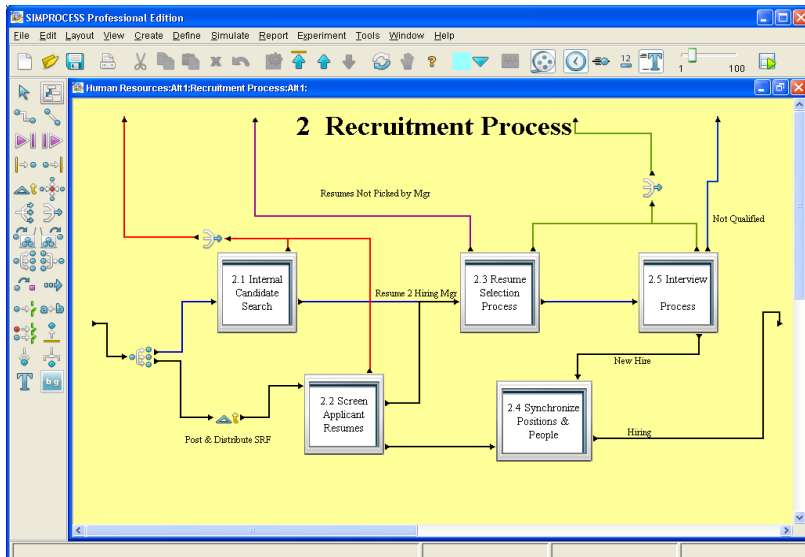 SIMPROCESS Professional Edition
File Edit Layout View Create Define Simulate Report Experiment Tools Window Help
12
T
1 100
Human Resources:Alt1:Recruitment Process:Alt1:
2 Recruitment Process
Resumes Not Picked by Mgr
Not Qualified
2.1 Internal
Candidate
Search
Resume 2 Hiring Mgr
2.3 Resume
Selection
Process
2.5 Interview
Process
a b
New Hire
2.2 Screen
Applicant
Resumes
2.4 Synchronize
Positions &
People
T bg
Post & Distribute SRF
Hiring